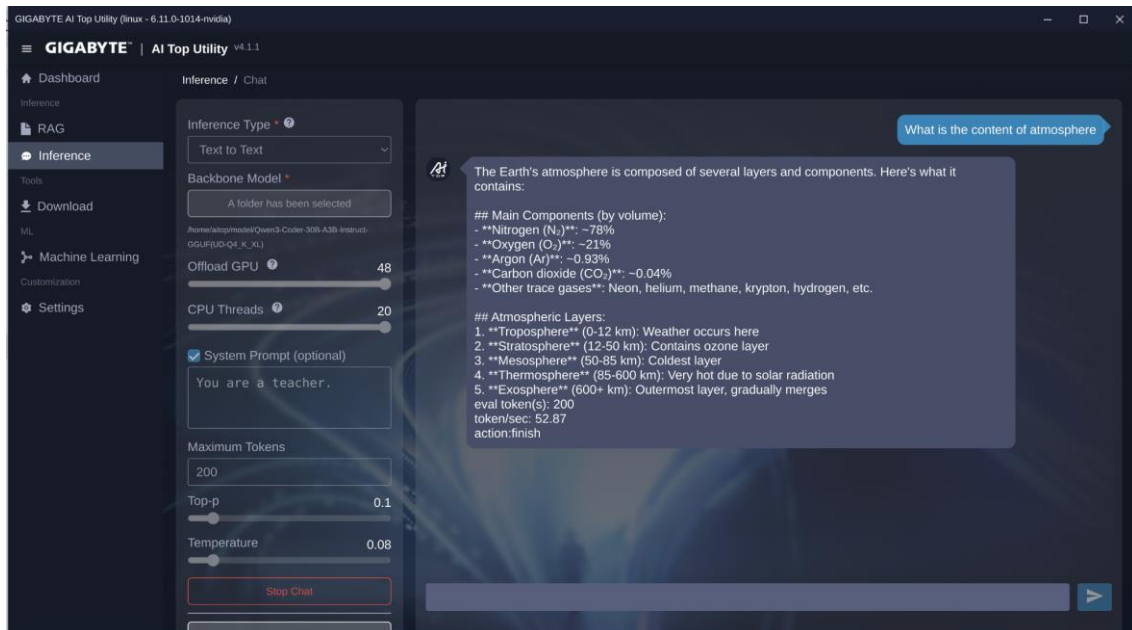 GIGABYTE AI Top Utility (linux - 6.11.0-1014-nvidia)
GIGABYTE™ | AI Top Utility v4.1.1
Dashboard
Inference
RAG
Inference
Tools
Download
ML
Machine Learning
Customization
Settings
Inference / Chat
Inference Type *
Text to Text
Backbone Model *
A folder has been selected
/home/aitop/model/Qwen3-Coder-30B-A3B-Instruct-
GGUF(UD-Q4_K_XL)
Offload GPU 48
CPU Threads 20
System Prompt (optional)
You are a teacher.
Maximum Tokens
200
Top-p 0.1
Temperature 0.08
Stop Chat
What is the content of atmosphere
The Earth's atmosphere is composed of several layers and components. Here's what it
contains:
## Main Components (by volume):
- **Nitrogen (N₂)**: ~78%
- **Oxygen (O₂)**: ~21%
- **Argon (Ar)**: ~0.93%
- **Carbon dioxide (CO₂)**: ~0.04%
- **Other trace gases**: Neon, helium, methane, krypton, hydrogen, etc.
## Atmospheric Layers:
1. **Troposphere** (0-12 km): Weather occurs here
2. **Stratosphere** (12-50 km): Contains ozone layer
3. **Mesosphere** (50-85 km): Coldest layer
4. **Thermosphere** (85-600 km): Very hot due to solar radiation
5. **Exosphere** (600+ km): Outermost layer, gradually merges
eval token(s): 200
token/sec: 52.87
action:finish